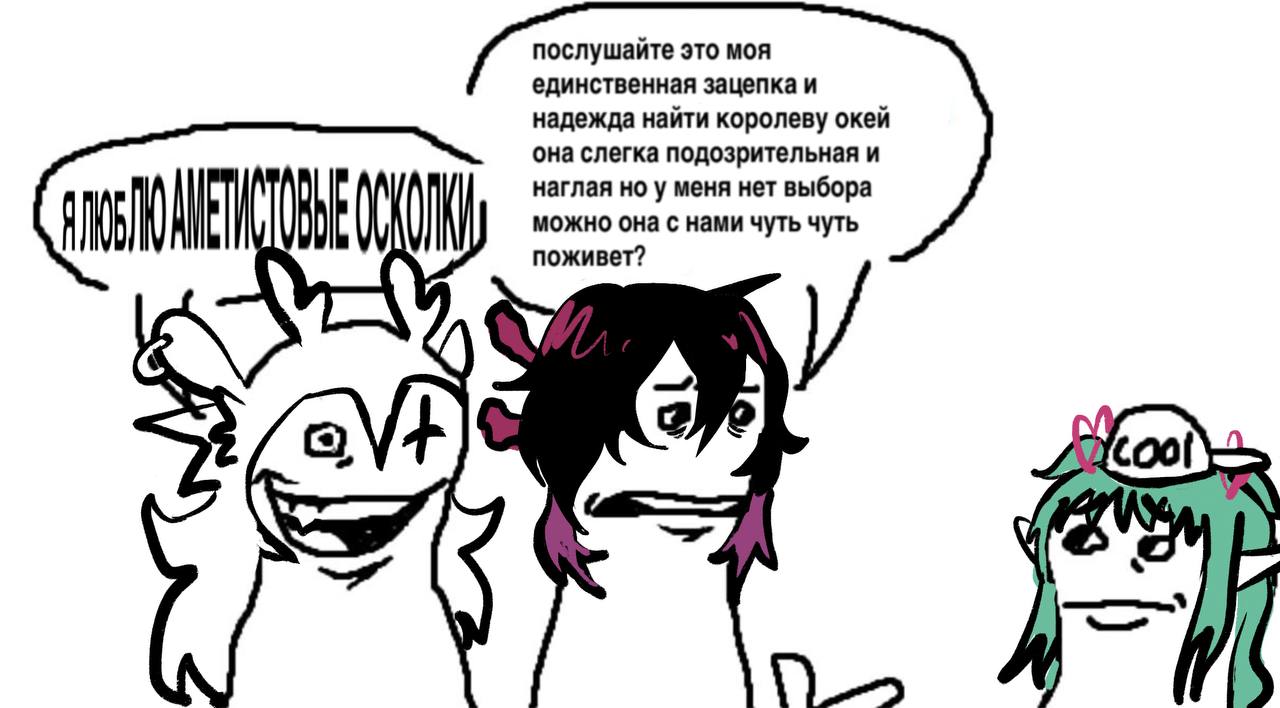 Я ЛЮБЛЮ АМЕТИСТОВЫЕ ОСКОЛКИ
послушайте это моя
единственная зацепка и
надежда найти королеву окей
она слегка подозрительная и
наглая но у меня нет выбора
можно она с нами чуть чуть
поживет?
COOl